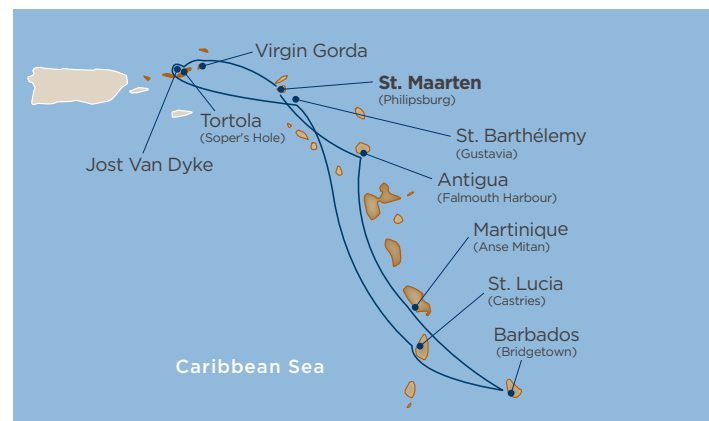 Virgin Gorda
St. Maarten
(Philipsburg)
Tortola
(Soper's Hole)
St. Barthélemy
(Gustavia)
Jost Van Dyke
Antigua
(Falmouth Harbour)
Martinique
(Anse Mitan)
St. Lucia
(Castries)
Barbados
(Bridgetown)
Caribbean Sea